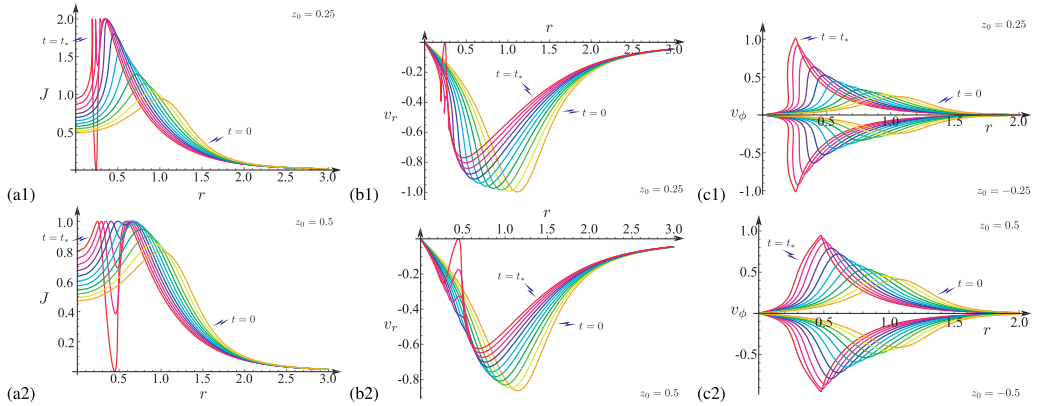 z₀ = 0.25
2.0
t = t*
1.5
J
1.0
0.5
t = 0
0.5 1.0 1.5 2.0 2.5 3.0
(a1)
r
r
0.5 1.0 1.5 2.0 2.5 3.0
-0.2
t = t*
-0.4
v_r
t = 0
-0.6
-0.8
-1.0
(b1)
z₀ = 0.25
z₀ = 0.25
1.0
t = t*
0.5
t = 0
v_ϕ
0.5 1.0 1.5 2.0
r
-0.5
-1.0
(c1)
z₀ = −0.25
z₀ = 0.5
1.0
t = t*
0.8
J
0.6
0.4
t = 0
0.2
0.5 1.0 1.5 2.0 2.5 3.0
(a2)
r
r
0.5 1.0 1.5 2.0 2.5 3.0
-0.2
t = t*
-0.4
v_r
t = 0
-0.6
-0.8
(b2)
z₀ = 0.5
z₀ = 0.5
1.0
t = t*
0.5
t = 0
v_ϕ
0.5 1.0 1.5 2.0
r
-0.5
(c2)
z₀ = −0.5